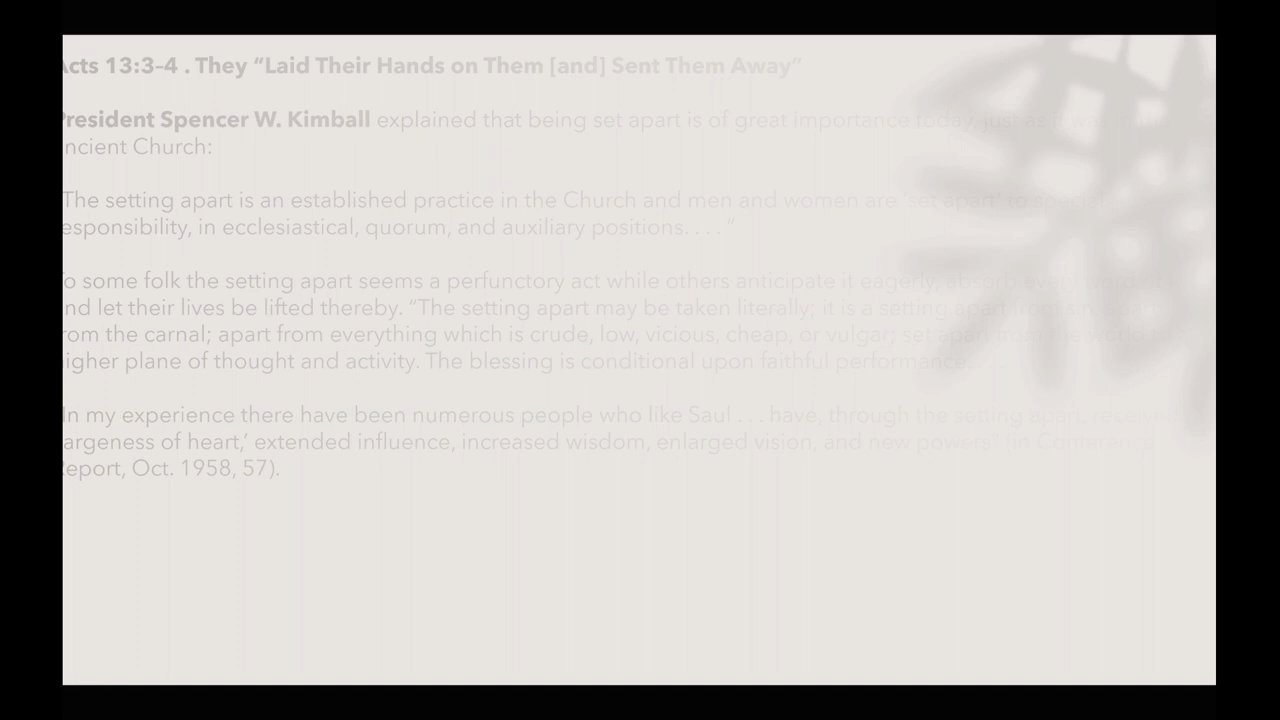 Acts 13:3–4 . They “Laid Their Hands on Them [and] Sent Them Away”
President Spencer W. Kimball explained that being set apart is of great importance today, just as
ncient Church:
The setting apart is an established practice in the Church and men and women are ‘set apart’ to special
esponsibility, in ecclesiastical, quorum, and auxiliary positions. . . . ”
To some folk the setting apart seems a perfunctory act while others anticipate it eagerly, absorb every word
nd let their lives be lifted thereby. “The setting apart may be taken literally; it is a setting apart from sin,
rom the carnal; apart from everything which is crude, low, vicious, cheap, or vulgar; set apart from the world
igher plane of thought and activity. The blessing is conditional upon faithful performance. . .
In my experience there have been numerous people who like Saul . . . have, through the setting apart, receive
argeness of heart,’ extended influence, increased wisdom, enlarged vision, and new powers” (in Conference
eport, Oct. 1958, 57).